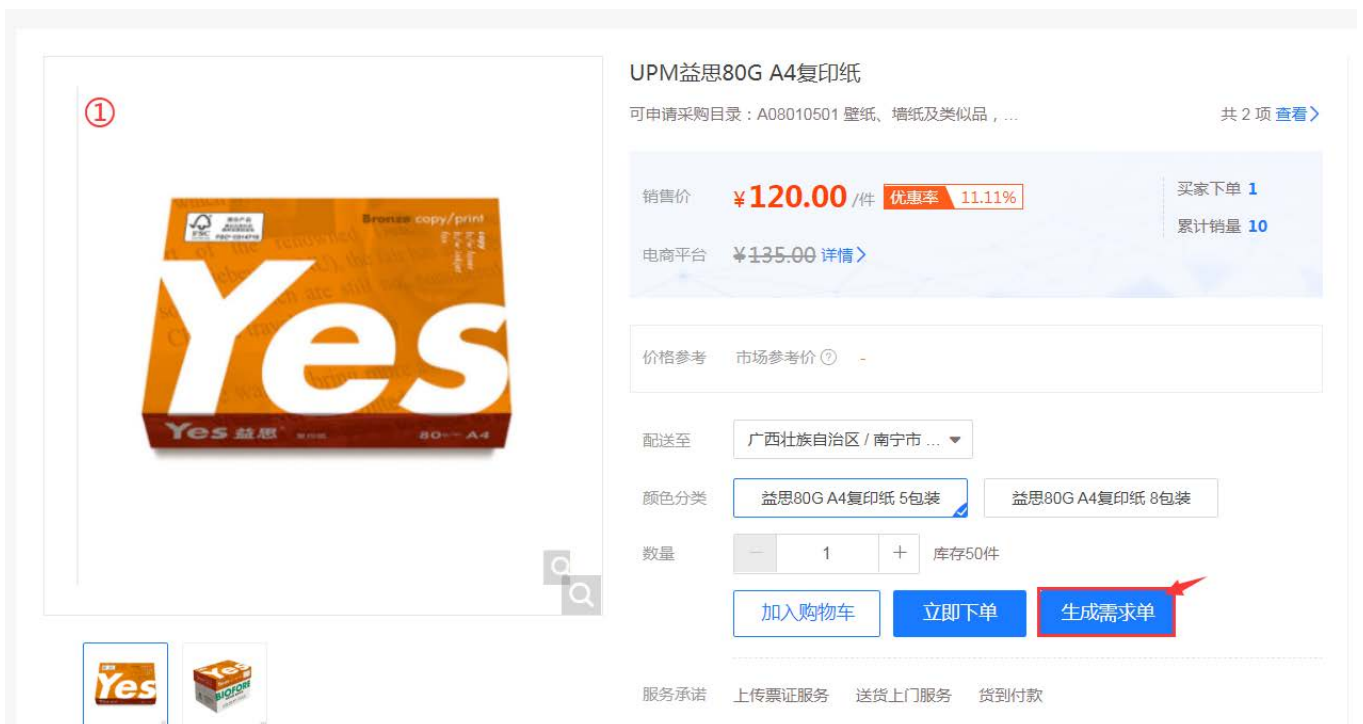 UPM益思80G A4复印纸
可申请采购目录：A08010501 壁纸、墙纸及类似品，...
共 2 项 查看
①
销售价 ¥120.00 /件 优惠率 11.11%
买家下单 1
累计销量 10
电商平台 ¥135.00 详情
价格参考 市场参考价 ? -
配送至 广西壮族自治区 / 南宁市 ...
颜色分类 益思80G A4复印纸 5包装 益思80G A4复印纸 8包装
数量 — 1 + 库存50件
加入购物车 立即下单 生成需求单
服务承诺 上传票证服务 送货上门服务 货到付款
FSC
Bronze copy/print
Yes
Yes 益思
80 A4
Yes
Yes
BIOFORE